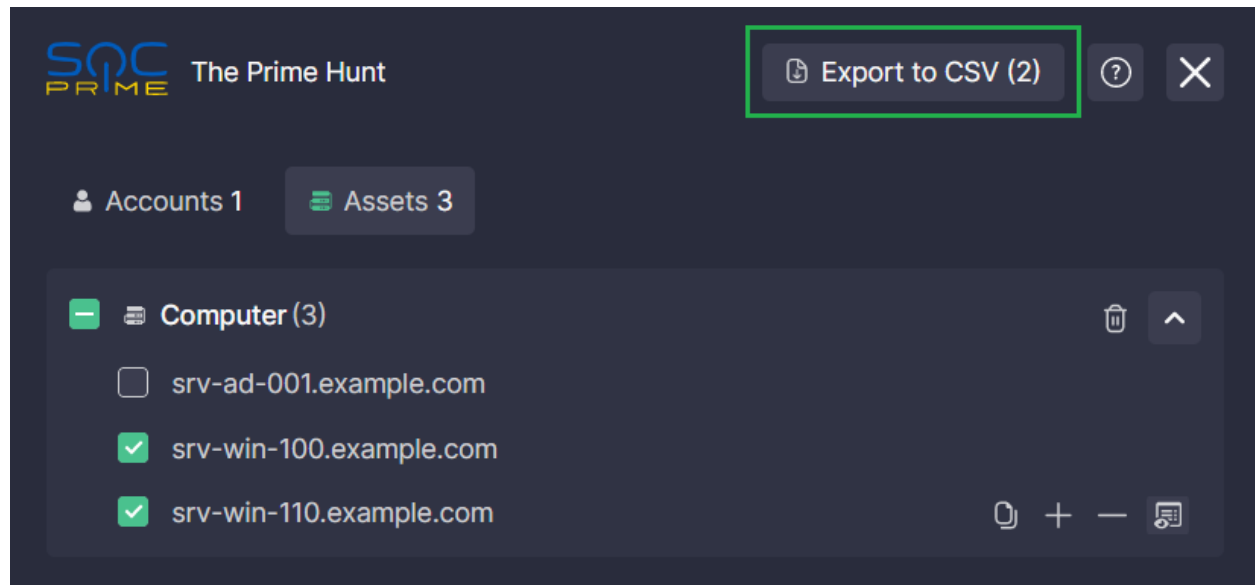 SOC
PRIME
The Prime Hunt
Export to CSV (2)
Accounts 1
Assets 3
Computer (3)
srv-ad-001.example.com
srv-win-100.example.com
srv-win-110.example.com